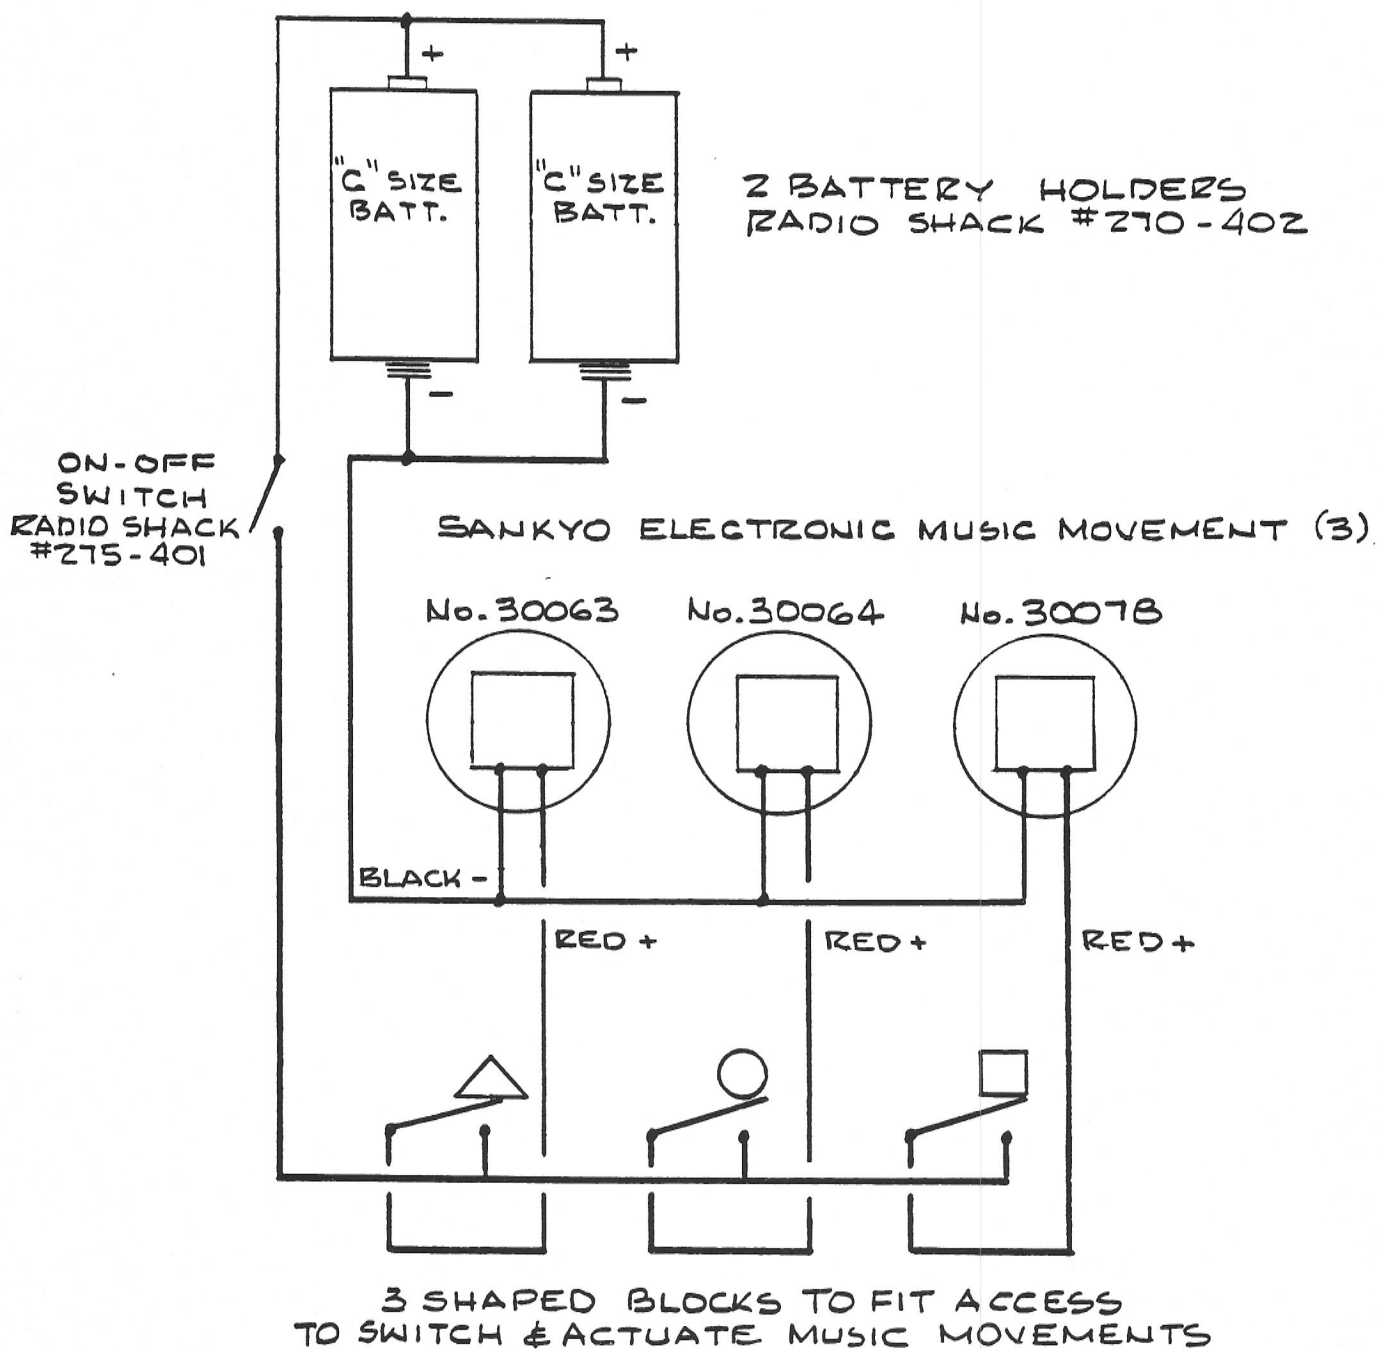 +
+
"C" SIZE
BATT.
"C" SIZE
BATT.
2 BATTERY HOLDERS
RADIO SHACK #270-402
-
-
ON-OFF
SWITCH
RADIO SHACK
#275-401
SANKYO ELECTRONIC MUSIC MOVEMENT (3)
No. 30063
No. 30064
No. 30078
BLACK -
RED +
RED +
RED +
3 SHAPED BLOCKS TO FIT ACCESS
TO SWITCH & ACTUATE MUSIC MOVEMENTS